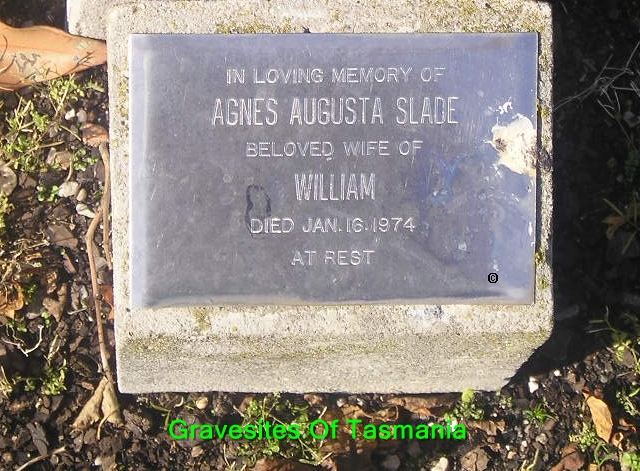 IN LOVING MEMORY OF
AGNES AUGUSTA SLADE
BELOVED WIFE OF
WILLIAM
DIED JAN. 16. 1974
AT REST
©
Gravesites Of Tasmania